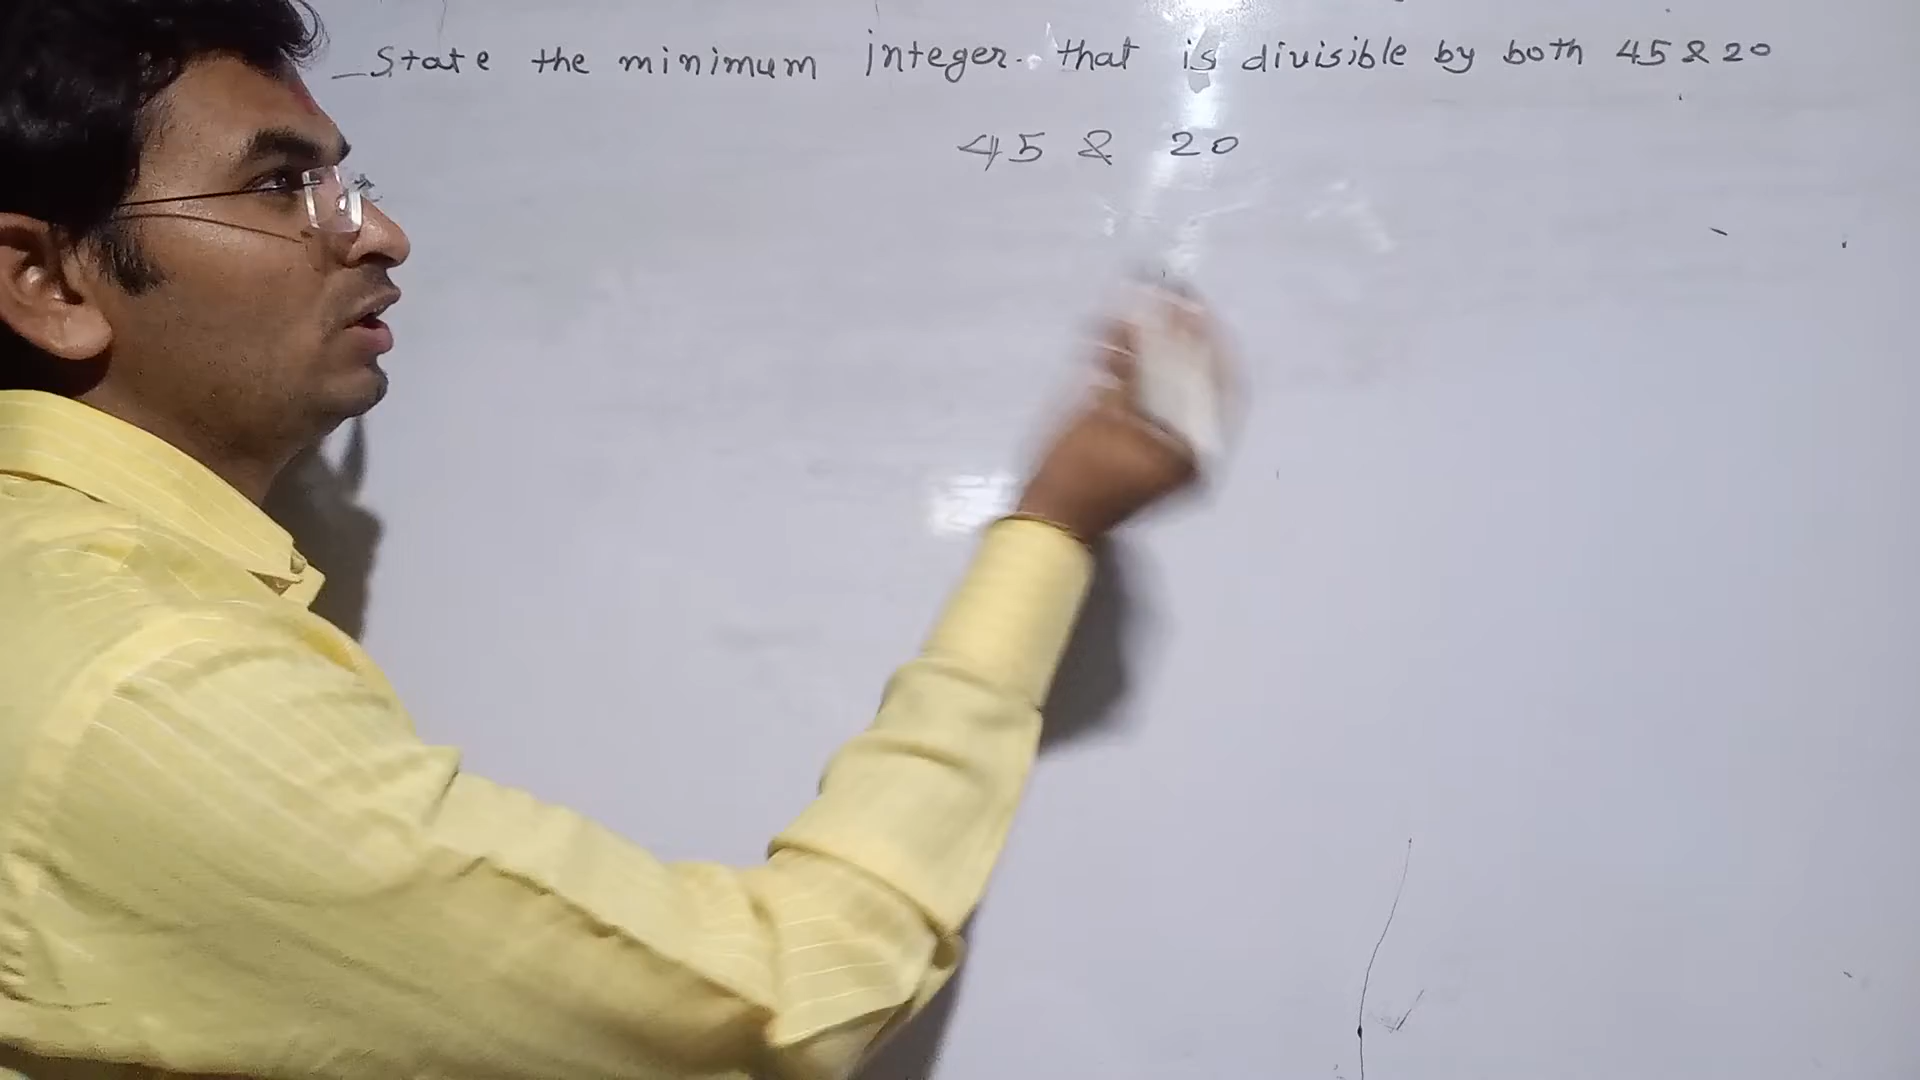 State the minimum integer. that is divisible by both 45 & 20
45 & 20